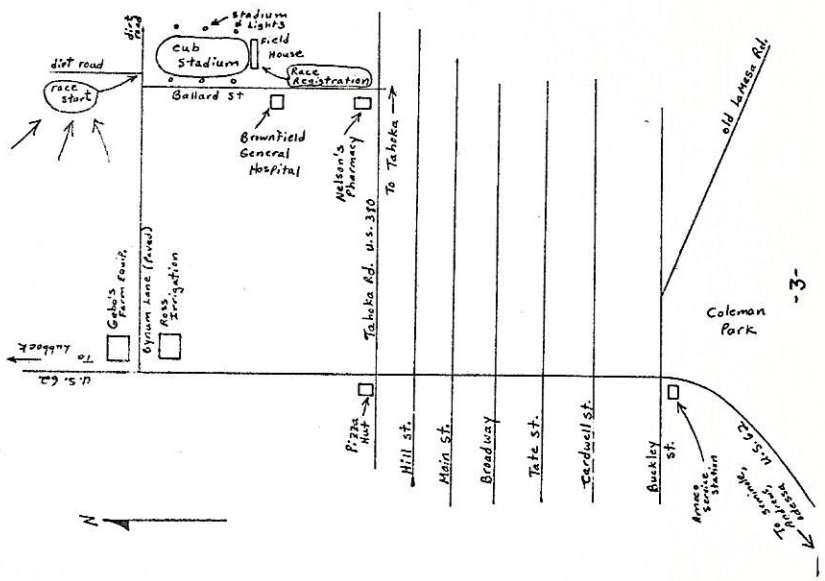 dirt
road
Stadium
Lights
Cub
Stadium
Field
House
dirt road
race
start
Race
Registration
Ballard St
Brownfield
General
Hospital
Nelson's
Pharmacy
To Tahoka
Old LaMesa Rd.
Gebo's
Farm Equip.
Bynum Lane (Paved)
Ross
Irrigation
Tahoka Rd. U.S. 380
To
Lubbock
U.S. 62
Pizza
Hut
Hill St.
Main St.
Broadway
Tate St.
Cardwell St.
Buckley
St.
Coleman
Park
-3-
Amoco
Service
Station
U.S. 62
To
Seminole,
Andrews,
Odessa
N